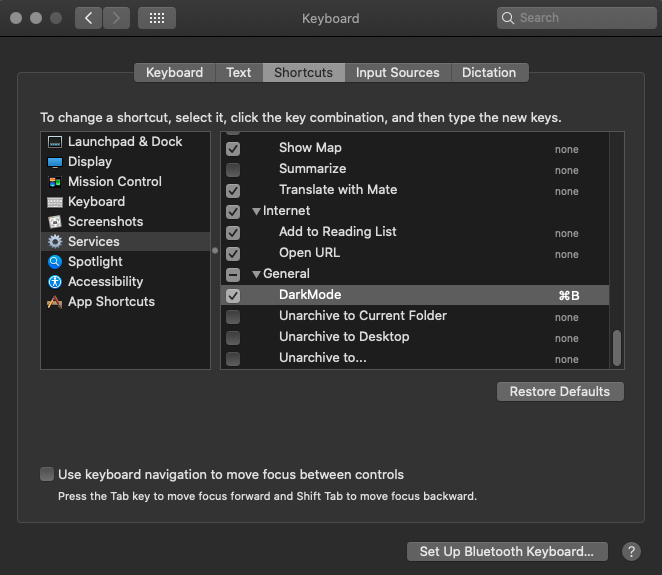 Keyboard
Search
Keyboard Text Shortcuts Input Sources Dictation
To change a shortcut, select it, click the key combination, and then type the new keys.
Launchpad & Dock
Display
Mission Control
Keyboard
Screenshots
Services
Spotlight
Accessibility
App Shortcuts
Show Map none
Summarize none
Translate with Mate none
Internet
Add to Reading List none
Open URL none
General
DarkMode ⌘B
Unarchive to Current Folder none
Unarchive to Desktop none
Unarchive to... none
Restore Defaults
Use keyboard navigation to move focus between controls
Press the Tab key to move focus forward and Shift Tab to move focus backward.
Set Up Bluetooth Keyboard... ?